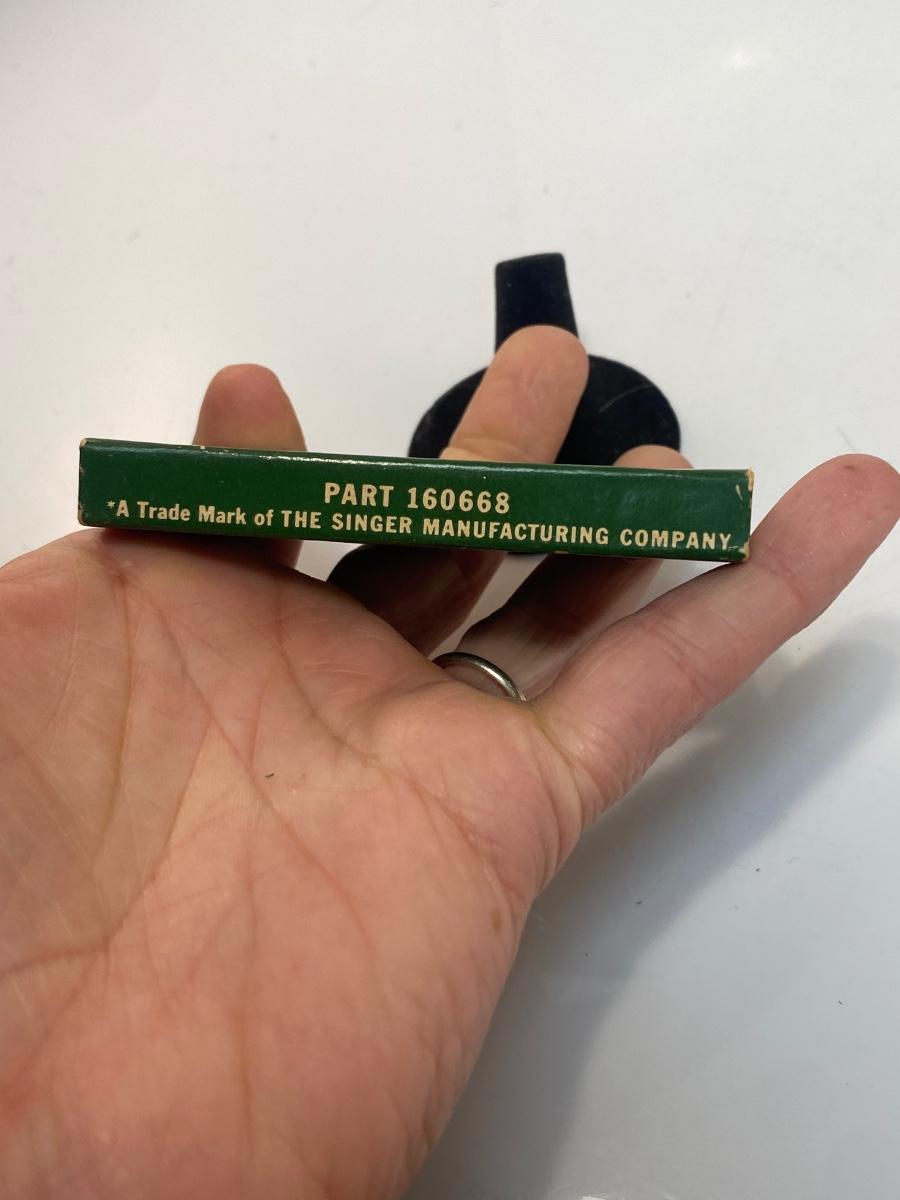 PART 160668
*A Trade Mark of THE SINGER MANUFACTURING COMPANY